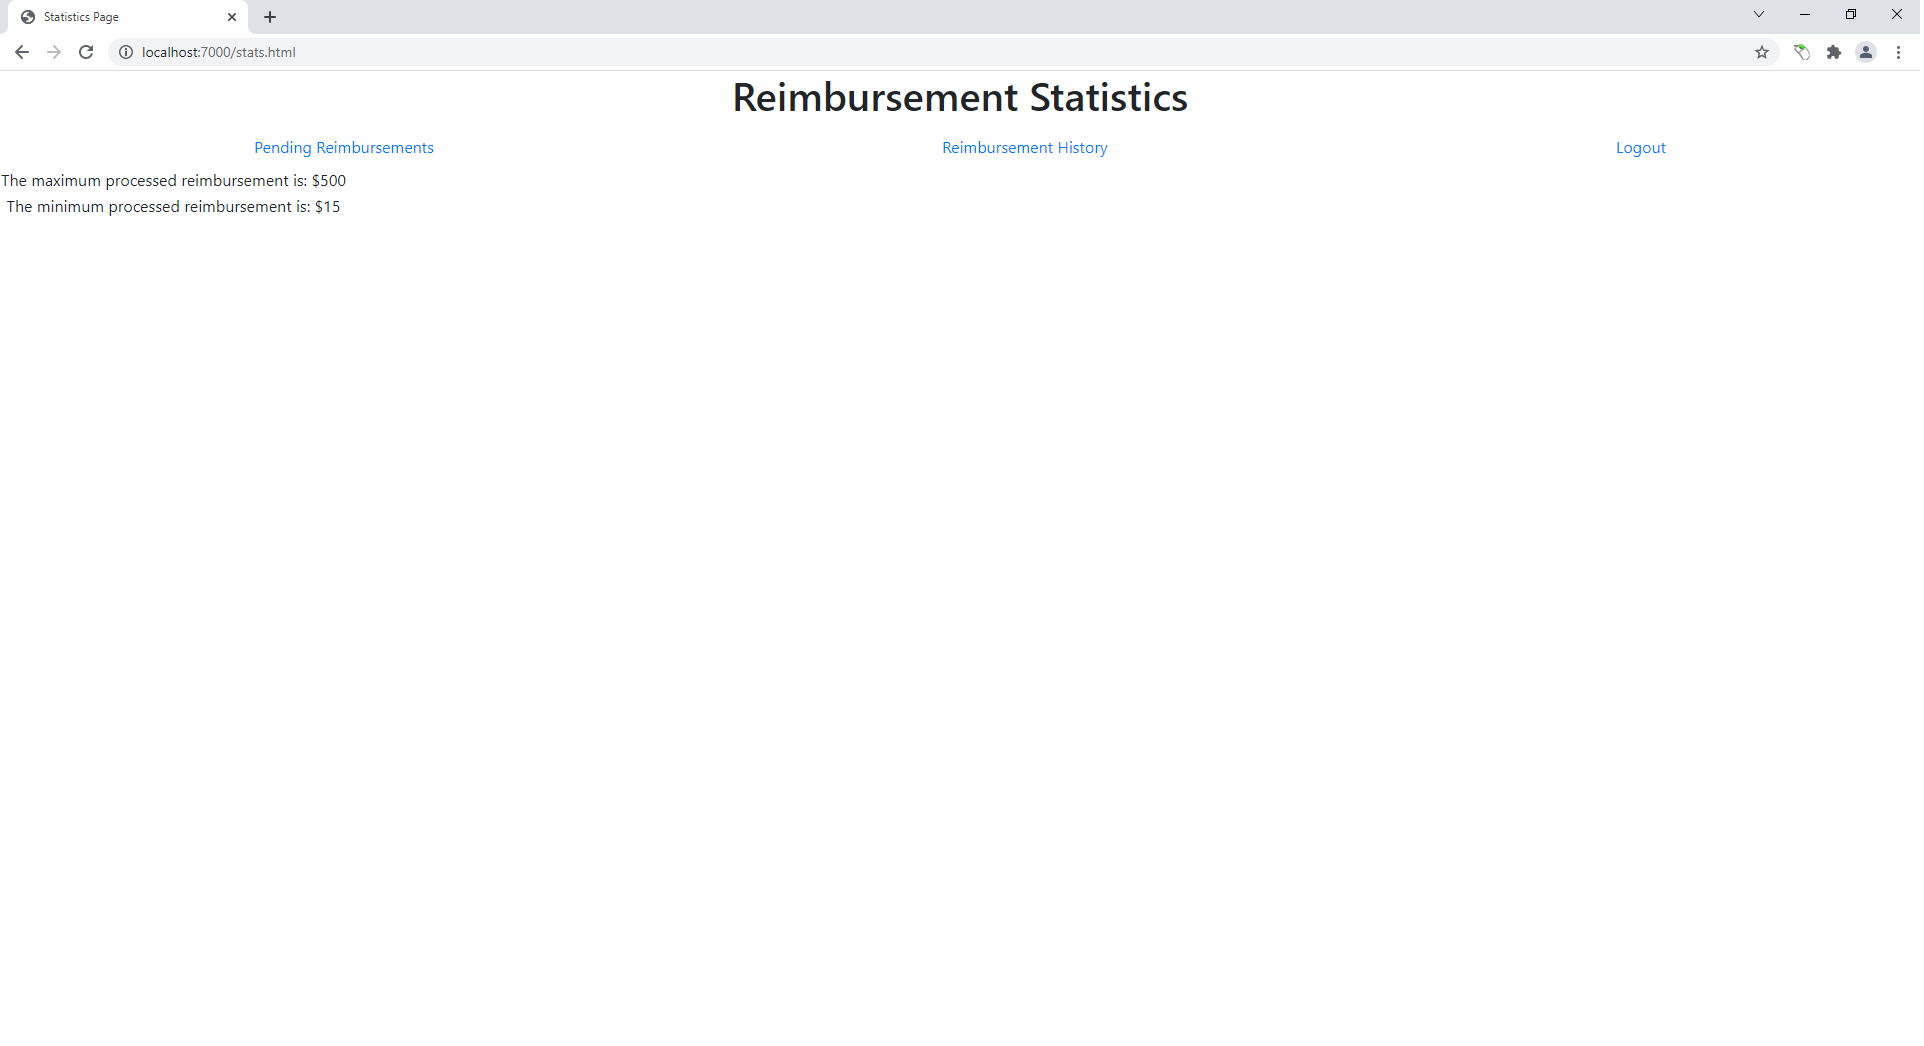 Statistics Page
localhost:7000/stats.html
Reimbursement Statistics
Pending Reimbursements Reimbursement History Logout
The maximum processed reimbursement is: $500
The minimum processed reimbursement is: $15